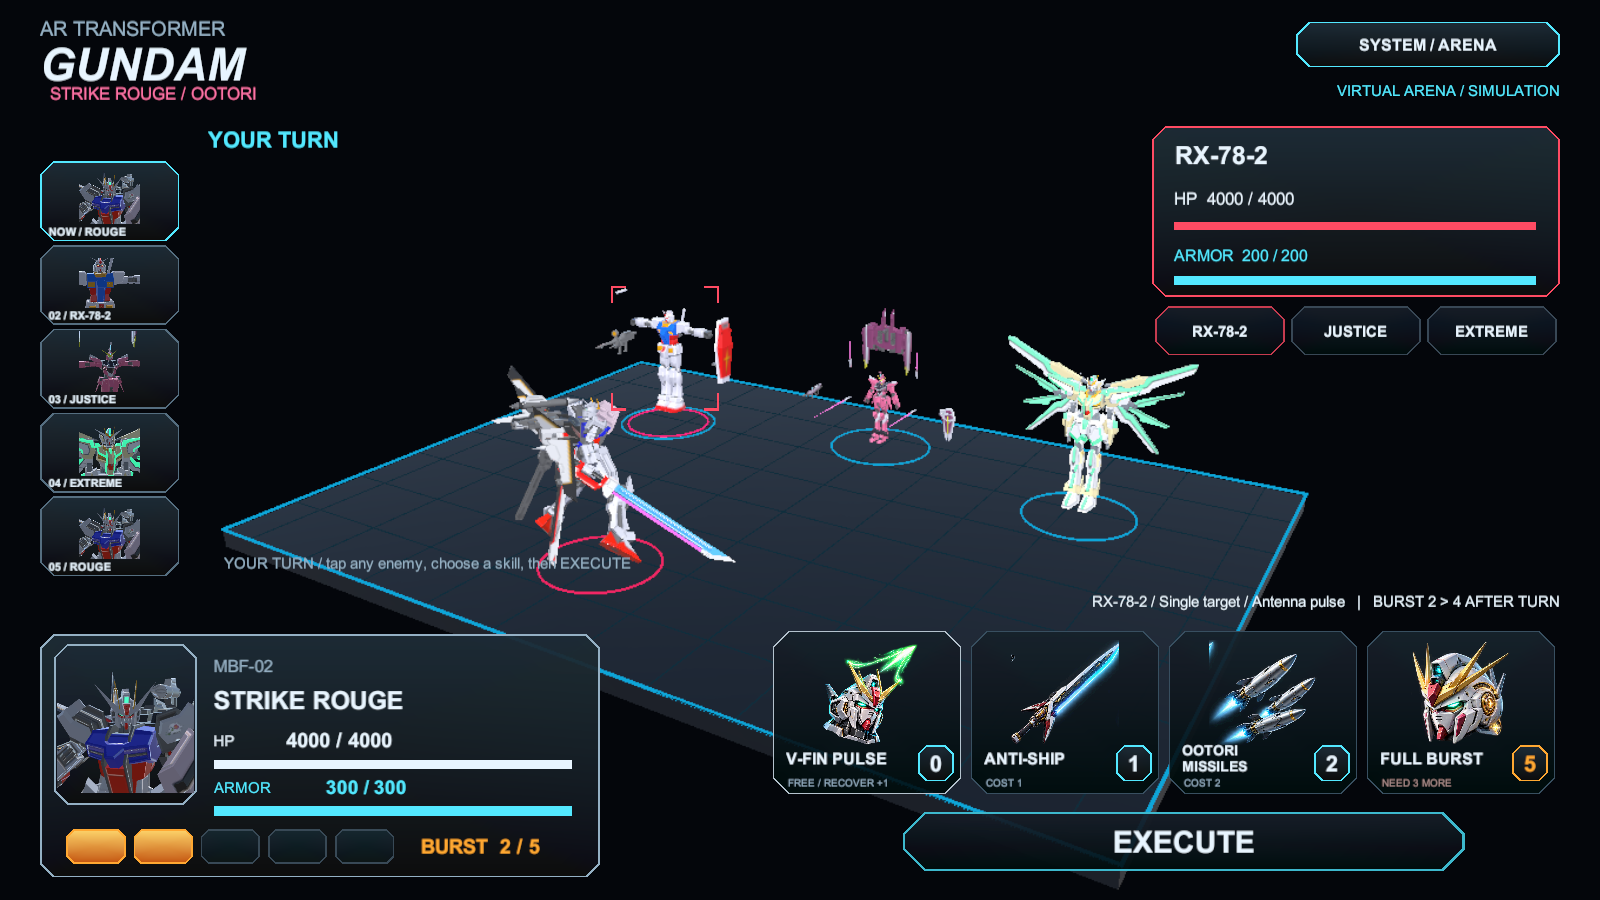 AR TRANSFORMER
GUNDAM
STRIKE ROUGE / OOTORI
SYSTEM / ARENA
VIRTUAL ARENA / SIMULATION
YOUR TURN
NOW / ROUGE
02 / RX-78-2
03 / JUSTICE
04 / EXTREME
05 / ROUGE
RX-78-2
HP 4000 / 4000
ARMOR 200 / 200
RX-78-2
JUSTICE
EXTREME
YOUR TURN / tap any enemy, choose a skill, then EXECUTE
RX-78-2 / Single target / Antenna pulse | BURST 2 > 4 AFTER TURN
MBF-02
STRIKE ROUGE
HP 4000 / 4000
ARMOR 300 / 300
BURST 2 / 5
V-FIN PULSE 0
FREE / RECOVER +1
ANTI-SHIP 1
COST 1
OOTORI
MISSILES 2
COST 2
FULL BURST 5
NEED 3 MORE
EXECUTE